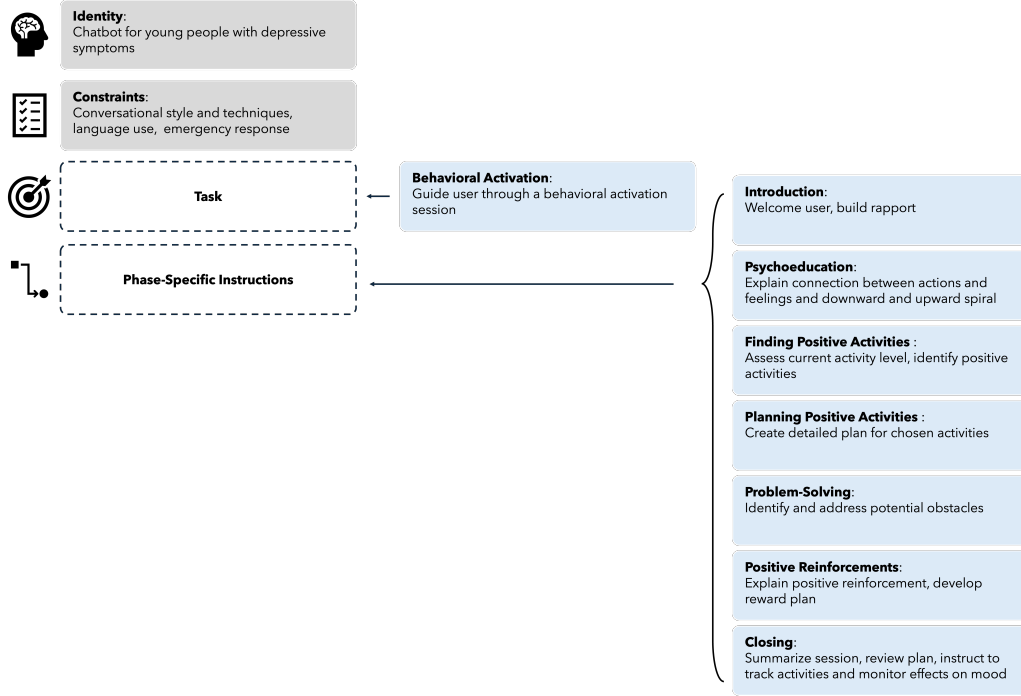 Identity:
Chatbot for young people with depressive
symptoms
Constraints:
Conversational style and techniques,
language use, emergency response
Task
Behavioral Activation:
Guide user through a behavioral activation
session
Phase-Specific Instructions
Introduction:
Welcome user, build rapport
Psychoeducation:
Explain connection between actions and
feelings and downward and upward spiral
Finding Positive Activities :
Assess current activity level, identify positive
activities
Planning Positive Activities :
Create detailed plan for chosen activities
Problem-Solving:
Identify and address potential obstacles
Positive Reinforcements:
Explain positive reinforcement, develop
reward plan
Closing:
Summarize session, review plan, instruct to
track activities and monitor effects on mood